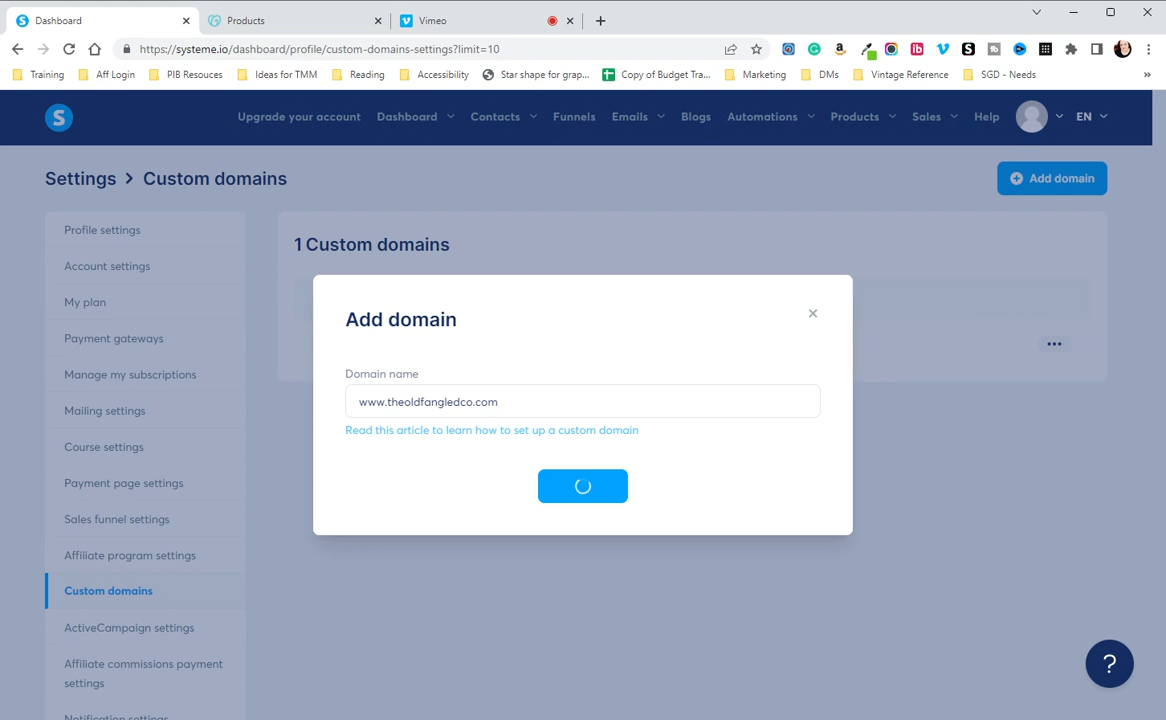 Dashboard
Products
Vimeo
https://systeme.io/dashboard/profile/custom-domains-settings?limit=10
Training
Aff Login
PIB Resouces
Ideas for TMM
Reading
Accessibility
Star shape for grap...
Copy of Budget Tra...
Marketing
DMs
Vintage Reference
SGD - Needs
S
Upgrade your account
Dashboard
Contacts
Funnels
Emails
Blogs
Automations
Products
Sales
Help
EN
Settings > Custom domains
Add domain
Profile settings
Account settings
My plan
Payment gateways
Manage my subscriptions
Mailing settings
Course settings
Payment page settings
Sales funnel settings
Affiliate program settings
Custom domains
ActiveCampaign settings
Affiliate commissions payment
settings
Notification settings
1 Custom domains
Add domain
Domain name
www.theoldfangledco.com
Read this article to learn how to set up a custom domain
?